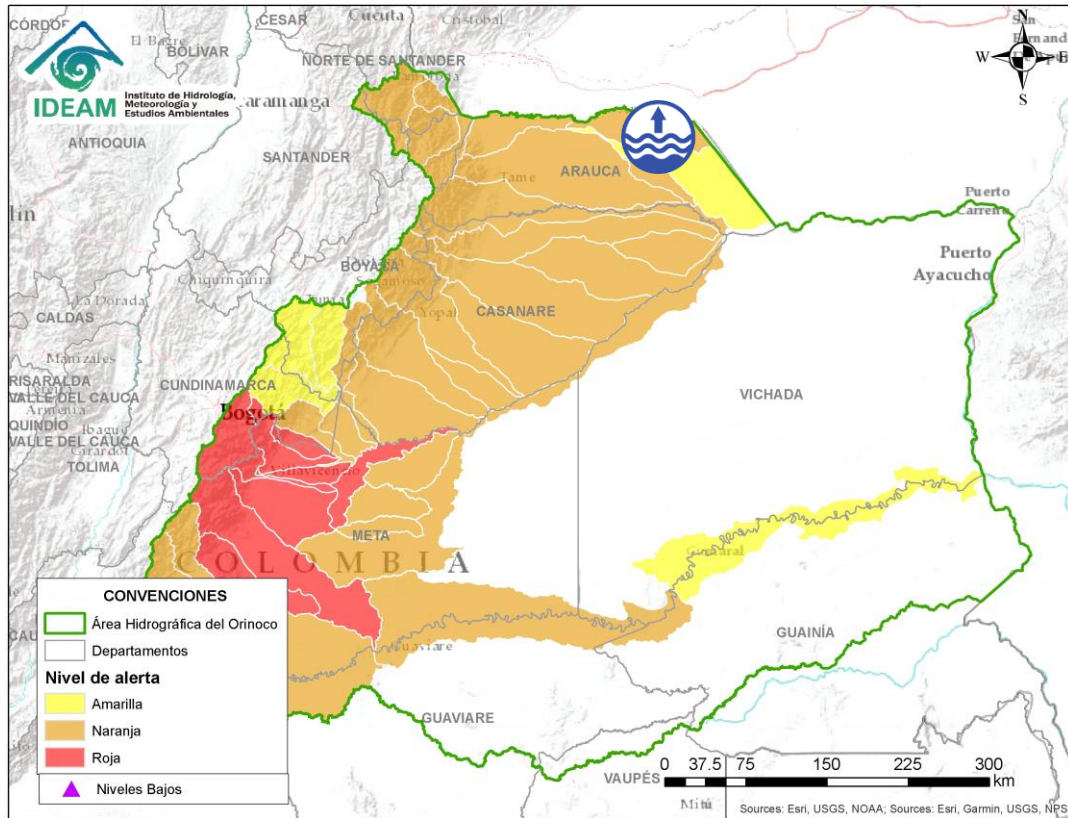 CÓRDOB
El Bagre
BOLÍVAR
CESAR
Cucuta
Cristobal
San
NORTE DE SANTANDER
IDEAM
Instituto de Hidrología,
Meteorología y
Estudios Ambientales
N
W
E
S
aramanga
ANTIOQUIA
SANTANDER
Tame
ARAUCA
Puerto
Carreño
lín
Puerto
Ayacucho
BOYACÁ
Chiquinquira
La Dorada
Yopal
CALDAS
CASANARE
Manizales
VICHADA
RISARALDA
CUNDINAMARCA
VALLE DEL CAUCA
Armenia
Bogotá
QUINDÍO
Ibague
VALLE DEL CAUCA
Girardot
TOLIMA
Villavicencio
META
COLOMBIA
CONVENCIONES
Área Hidrográfica del Orinoco
Departamentos
Nivel de alerta
Amarilla
Naranja
Roja
Niveles Bajos
GUAINÍA
GUAVIARE
VAUPÉS
Mitú
0 37.5 75 150 225 300
km
Sources: Esri, USGS, NOAA; Sources: Esri, Garmin, USGS, NPS